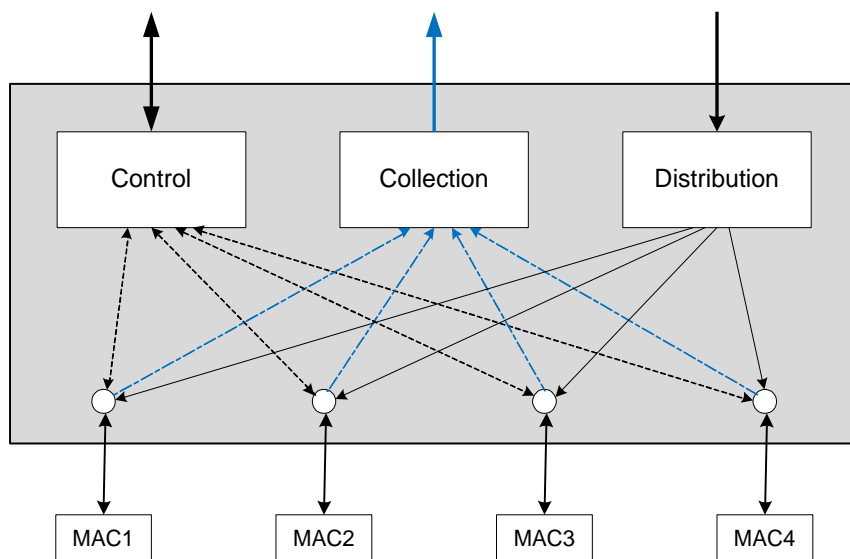 Control
Collection
Distribution
MAC1
MAC2
MAC3
MAC4